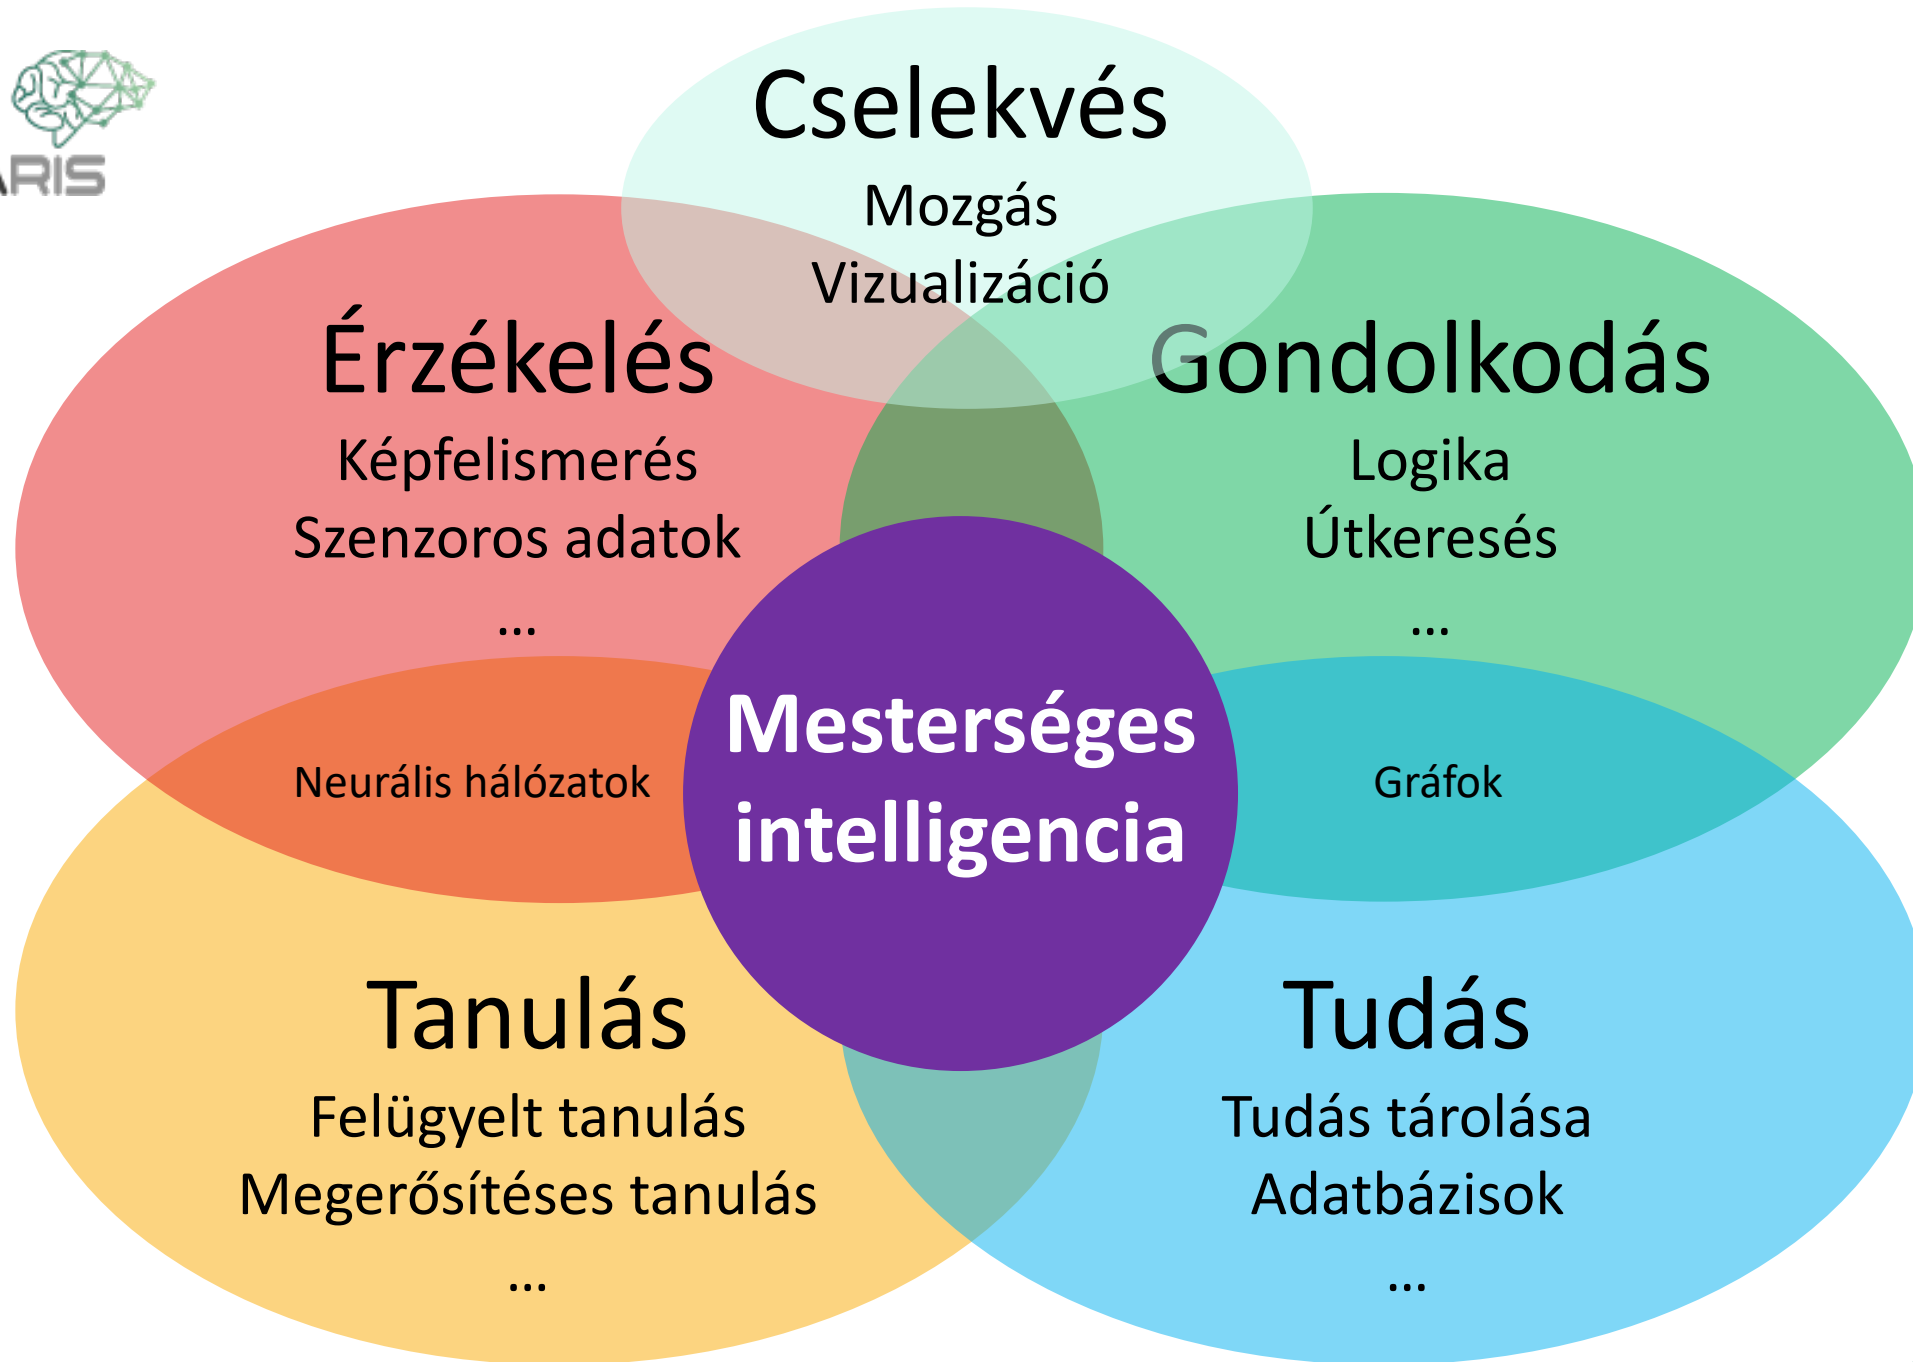 ARIS
Cselekvés
Mozgás
Vizualizáció
Érzékelés
Képfelismerés
Szenzoros adatok
...
Gondolkodás
Logika
Útkeresés
...
Neurális hálózatok
Mesterséges
intelligencia
Gráfok
Tanulás
Felügyelt tanulás
Megerősítéses tanulás
...
Tudás
Tudás tárolása
Adatbázisok
...